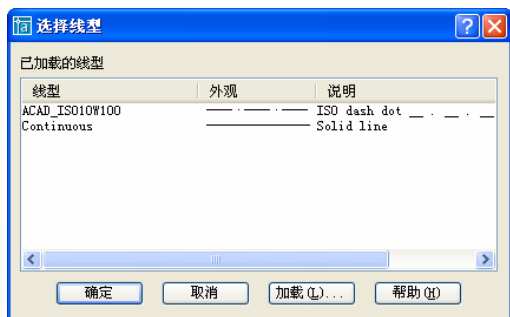 选择线型
已加载的线型
线型 外观 说明
ACAD_ISO10W100 ISO dash dot __ . __ . __
Continuous Solid line
确定 取消 加载(L)... 帮助(H)